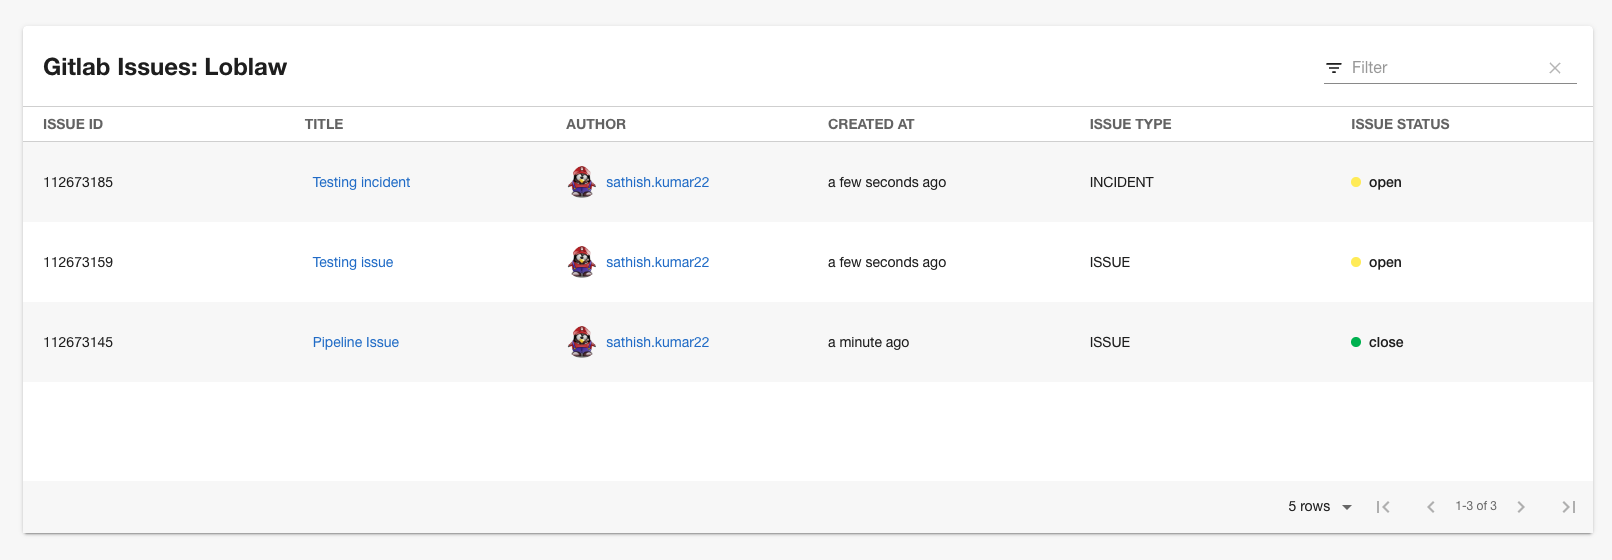 Gitlab Issues: Loblaw
Filter
ISSUE ID TITLE AUTHOR CREATED AT ISSUE TYPE ISSUE STATUS
112673185 Testing incident sathish.kumar22 a few seconds ago INCIDENT open
112673159 Testing issue sathish.kumar22 a few seconds ago ISSUE open
112673145 Pipeline Issue sathish.kumar22 a minute ago ISSUE close
5 rows 1-3 of 3